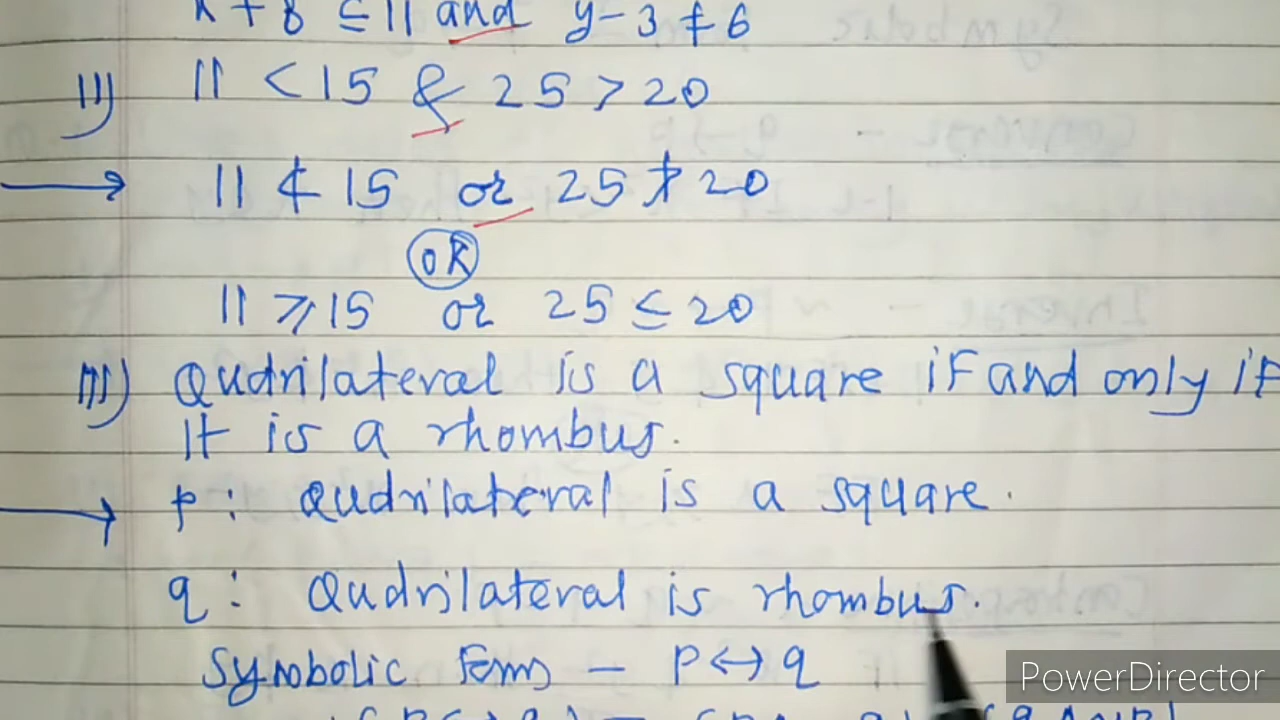 x + 8 ≤ 11 and y - 3 ≠ 6
II) 11 < 15 & 25 > 20
→ 11 ≮ 15 or 25 ≯ 20
OR
11 ≥ 15 or 25 ≤ 20
III) Qudrilateral is a square iF and only iF
It is a rhombus.
→ p : Qudrilateral is a square.
q : Qudrilateral is rhombus.
Symbolic Form - p ↔ q
PowerDirector